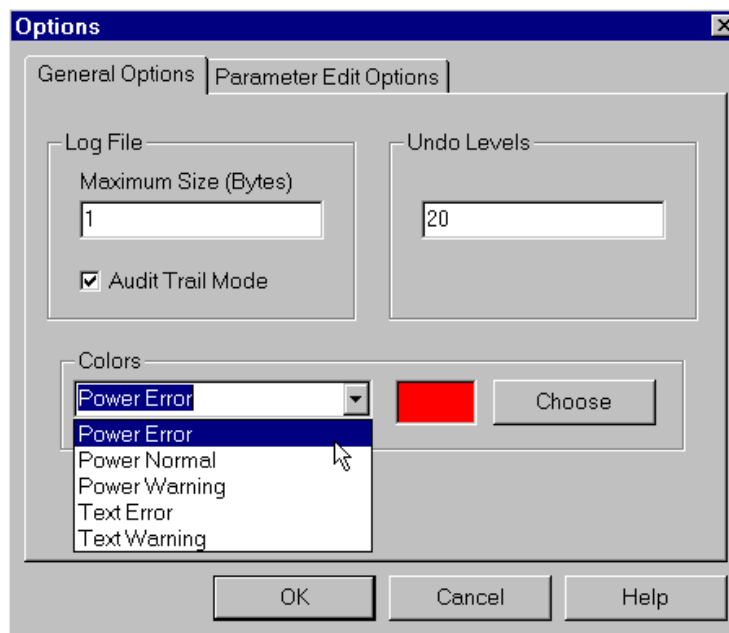 Options
General Options
Parameter Edit Options
Log File
Maximum Size (Bytes)
1
Audit Trail Mode
Undo Levels
20
Colors
Power Error
Choose
Power Error
Power Normal
Power Warning
Text Error
Text Warning
OK
Cancel
Help